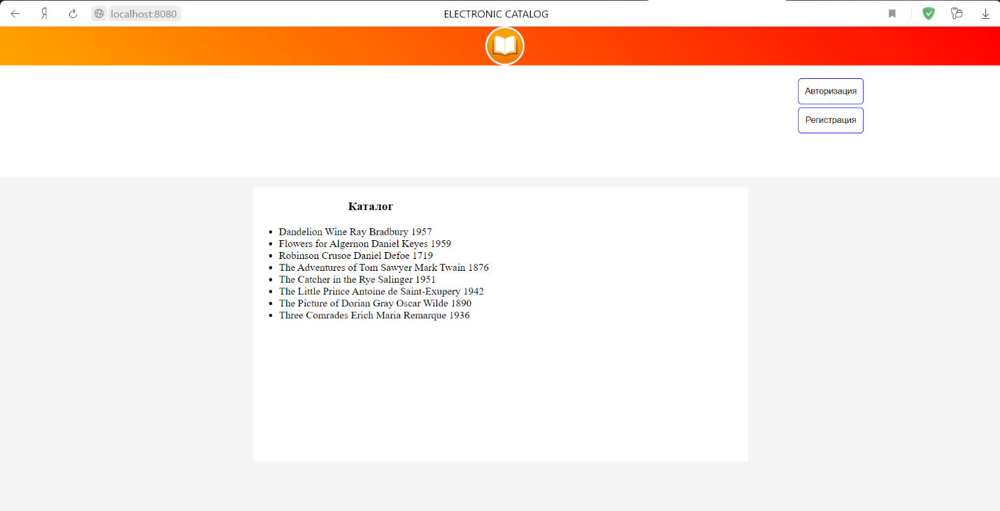 Я localhost:8080 ELECTRONIC CATALOG
Авторизация
Регистрация
Каталог
• Dandelion Wine Ray Bradbury 1957
• Flowers for Algernon Daniel Keyes 1959
• Robinson Crusoe Daniel Defoe 1719
• The Adventures of Tom Sawyer Mark Twain 1876
• The Catcher in the Rye Salinger 1951
• The Little Prince Antoine de Saint-Exupery 1942
• The Picture of Dorian Gray Oscar Wilde 1890
• Three Comrades Erich Maria Remarque 1936